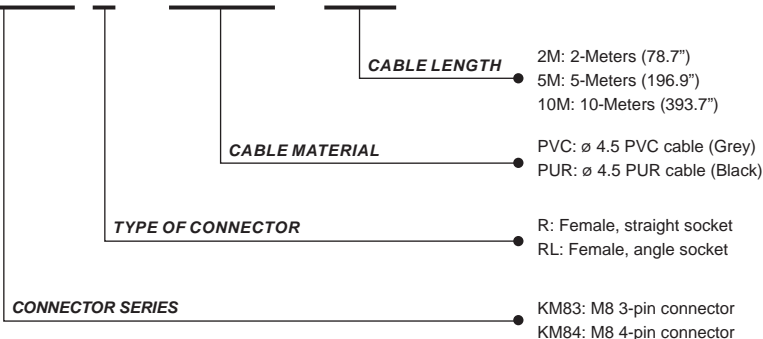 CABLE LENGTH
2M: 2-Meters (78.7”)
5M: 5-Meters (196.9”)
10M: 10-Meters (393.7”)
CABLE MATERIAL
PVC: ø 4.5 PVC cable (Grey)
PUR: ø 4.5 PUR cable (Black)
TYPE OF CONNECTOR
R: Female, straight socket
RL: Female, angle socket
CONNECTOR SERIES
KM83: M8 3-pin connector
KM84: M8 4-pin connector